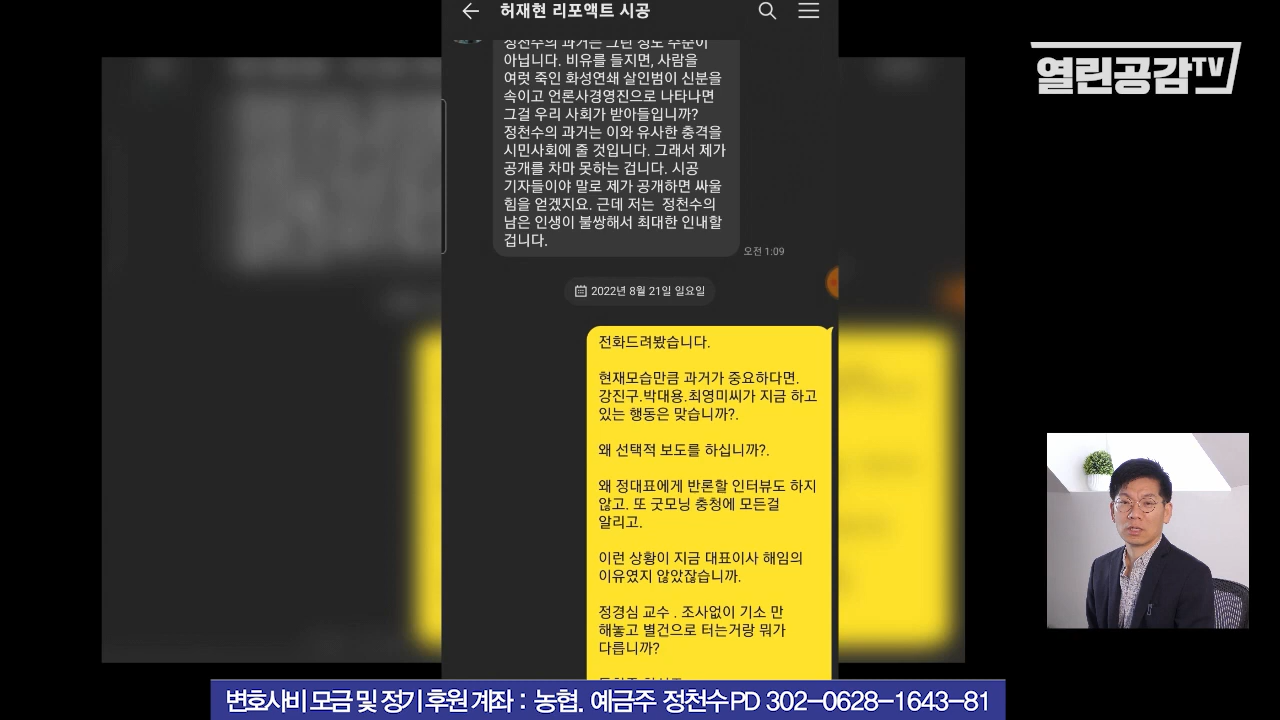 허재현 리포액트 시공
정천수의 과거는 그런 정도 수준이
아닙니다. 비유를 들지면, 사람을
여럿 죽인 화성연쇄 살인범이 신분을
속이고 언론사경영진으로 나타나면
그걸 우리 사회가 받아들입니까?
정천수의 과거는 이와 유사한 충격을
시민사회에 줄 것입니다. 그래서 제가
공개를 차마 못하는 겁니다. 시공
기자들이야 말로 제가 공개하면 싸울
힘을 얻겠지요. 근데 저는 정천수의
남은 인생이 불쌍해서 최대한 인내할
겁니다.
오전 1:09
2022년 8월 21일 일요일
전화드려봤습니다.
현재모습만큼 과거가 중요하다면.
강진구.박대용.최영미씨가 지금 하고
있는 행동은 맞습니까?.
왜 선택적 보도를 하십니까?.
왜 정대표에게 반론할 인터뷰도 하지
않고. 또 굿모닝 충청에 모든걸
알리고.
이런 상황이 지금 대표이사 해임의
이유였지 않았잖습니까.
정경심 교수 . 조사없이 기소 만
해놓고 별건으로 터는거랑 뭐가
다릅니까?
열린공감TV
변호사비 모금 및 정기 후원 계좌 : 농협. 예금주 정천수PD 302-0628-1643-81